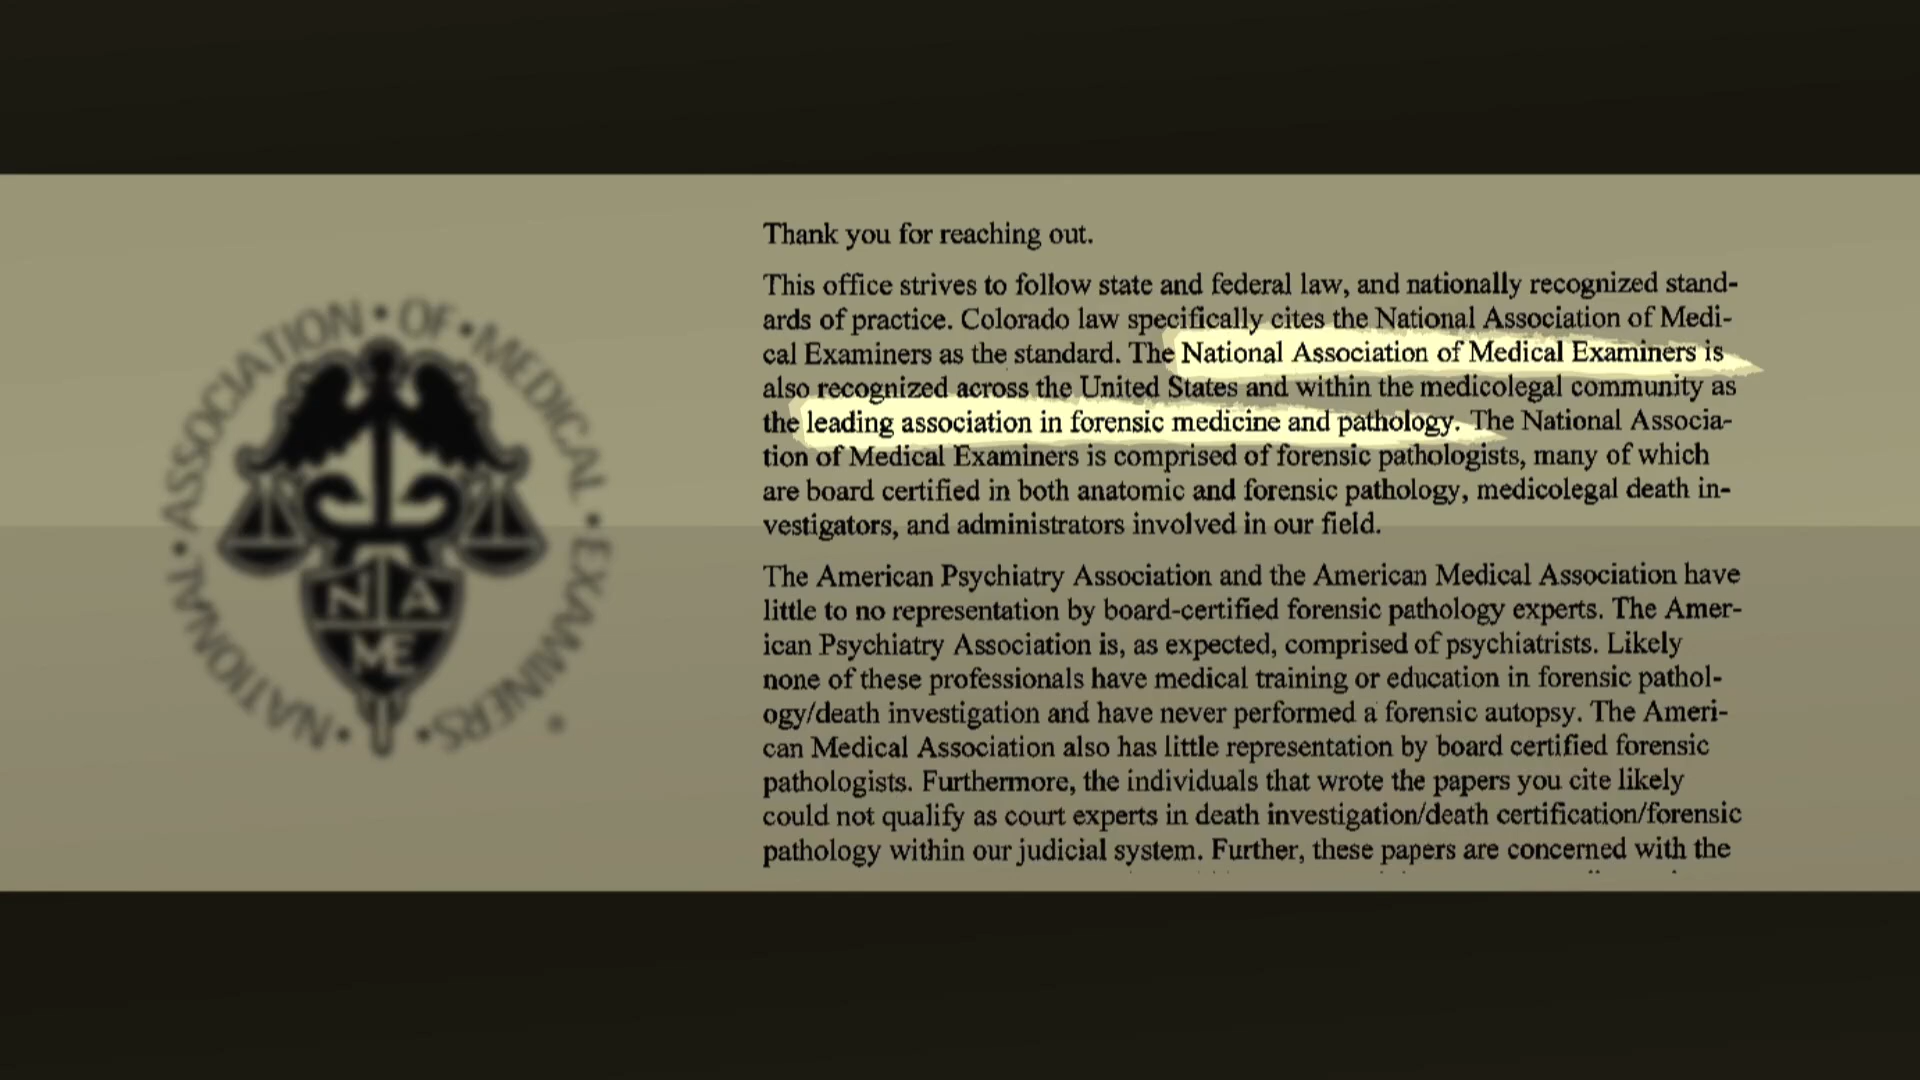 NATIONAL • ASSOCIATION • OF • MEDICAL • EXAMINERS •
N A
ME
Thank you for reaching out.
This office strives to follow state and federal law, and nationally recognized stand-
ards of practice. Colorado law specifically cites the National Association of Medi-
cal Examiners as the standard. The National Association of Medical Examiners is
also recognized across the United States and within the medicolegal community as
the leading association in forensic medicine and pathology. The National Associa-
tion of Medical Examiners is comprised of forensic pathologists, many of which
are board certified in both anatomic and forensic pathology, medicolegal death in-
vestigators, and administrators involved in our field.
The American Psychiatry Association and the American Medical Association have
little to no representation by board-certified forensic pathology experts. The Amer-
ican Psychiatry Association is, as expected, comprised of psychiatrists. Likely
none of these professionals have medical training or education in forensic pathol-
ogy/death investigation and have never performed a forensic autopsy. The Ameri-
can Medical Association also has little representation by board certified forensic
pathologists. Furthermore, the individuals that wrote the papers you cite likely
could not qualify as court experts in death investigation/death certification/forensic
pathology within our judicial system. Further, these papers are concerned with the